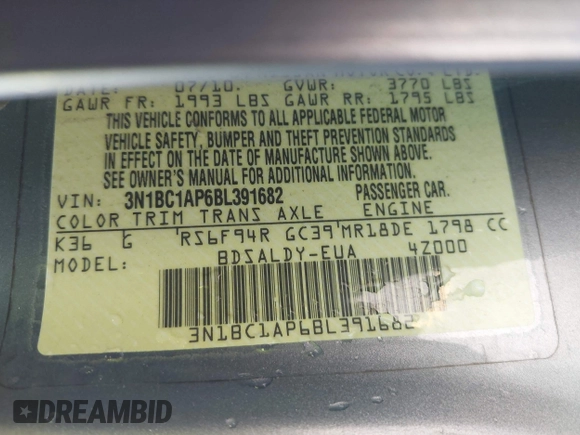 DATE: 07/10. GVWR: 3770 LBS
GAWR FR: 1993 LBS GAWR RR: 1795 LBS
THIS VEHICLE CONFORMS TO ALL APPLICABLE FEDERAL MOTOR
VEHICLE SAFETY, BUMPER AND THEFT PREVENTION STANDARDS
IN EFFECT ON THE DATE OF MANUFACTURE SHOWN ABOVE.
SEE OWNER'S MANUAL FOR ADDITIONAL INFORMATION.
VIN: 3N1BC1AP6BL391682 PASSENGER CAR.
COLOR TRIM TRANS AXLE ENGINE
K36 G RS6F94R GC39 MR18DE 1798 CC
MODEL: BDSALDY-EUA 4Z000
3N1BC1AP6BL391682
DREAMBID